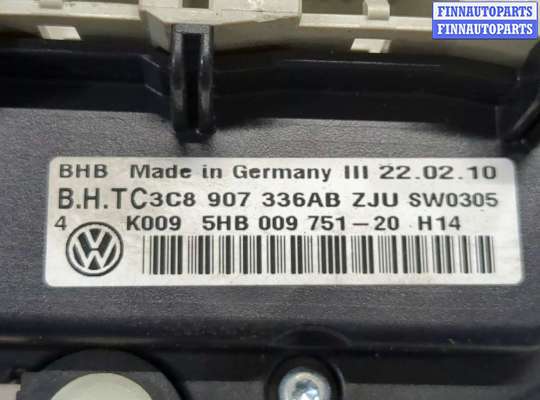 FINNAUTOPARTS
FINNAUTOPARTS
BHB Made in Germany III 22.02.10
B.H.TC3C8 907 336AB ZJU SW0305
4 K009 5HB 009 751-20 H14